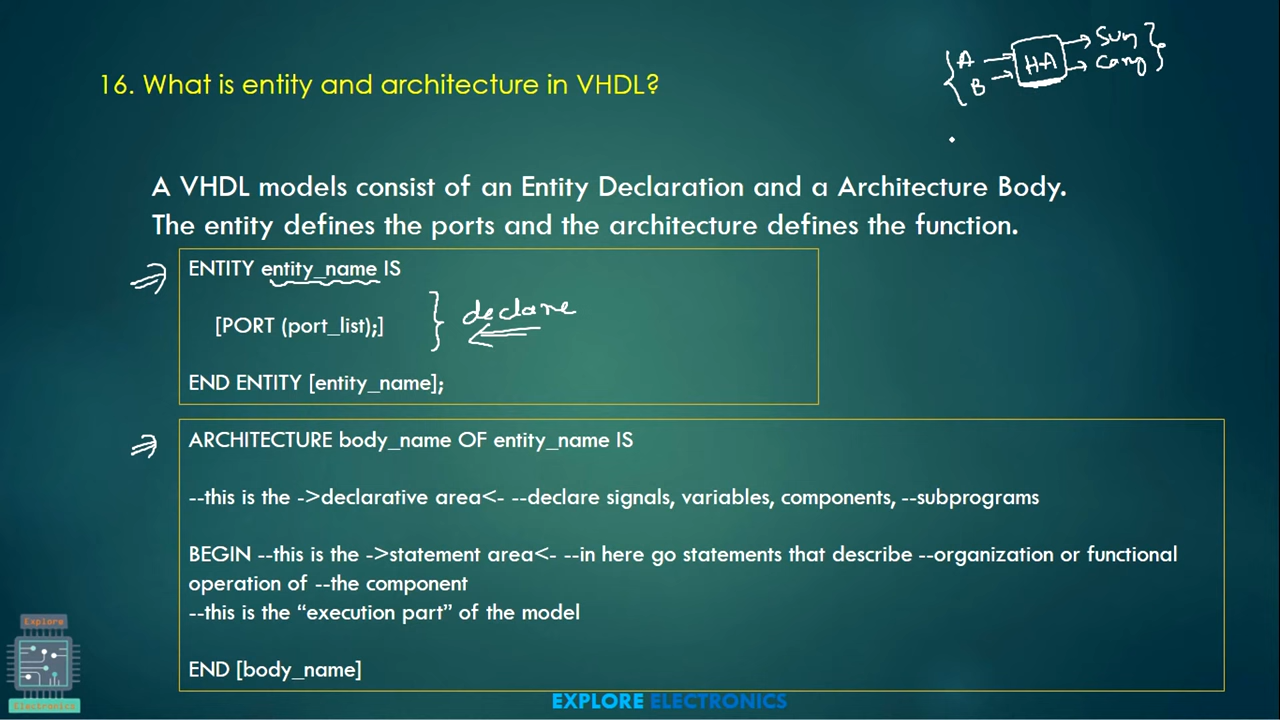 16. What is entity and architecture in VHDL?
A
B
HA
Sum
Carry
A VHDL models consist of an Entity Declaration and a Architecture Body.
The entity defines the ports and the architecture defines the function.
ENTITY entity_name IS
[PORT (port_list);]
declare
END ENTITY [entity_name];
ARCHITECTURE body_name OF entity_name IS
--this is the ->declarative area<- --declare signals, variables, components, --subprograms
BEGIN --this is the ->statement area<- --in here go statements that describe --organization or functional
operation of --the component
--this is the “execution part” of the model
END [body_name]
Explore
Electronics
EXPLORE ELECTRONICS